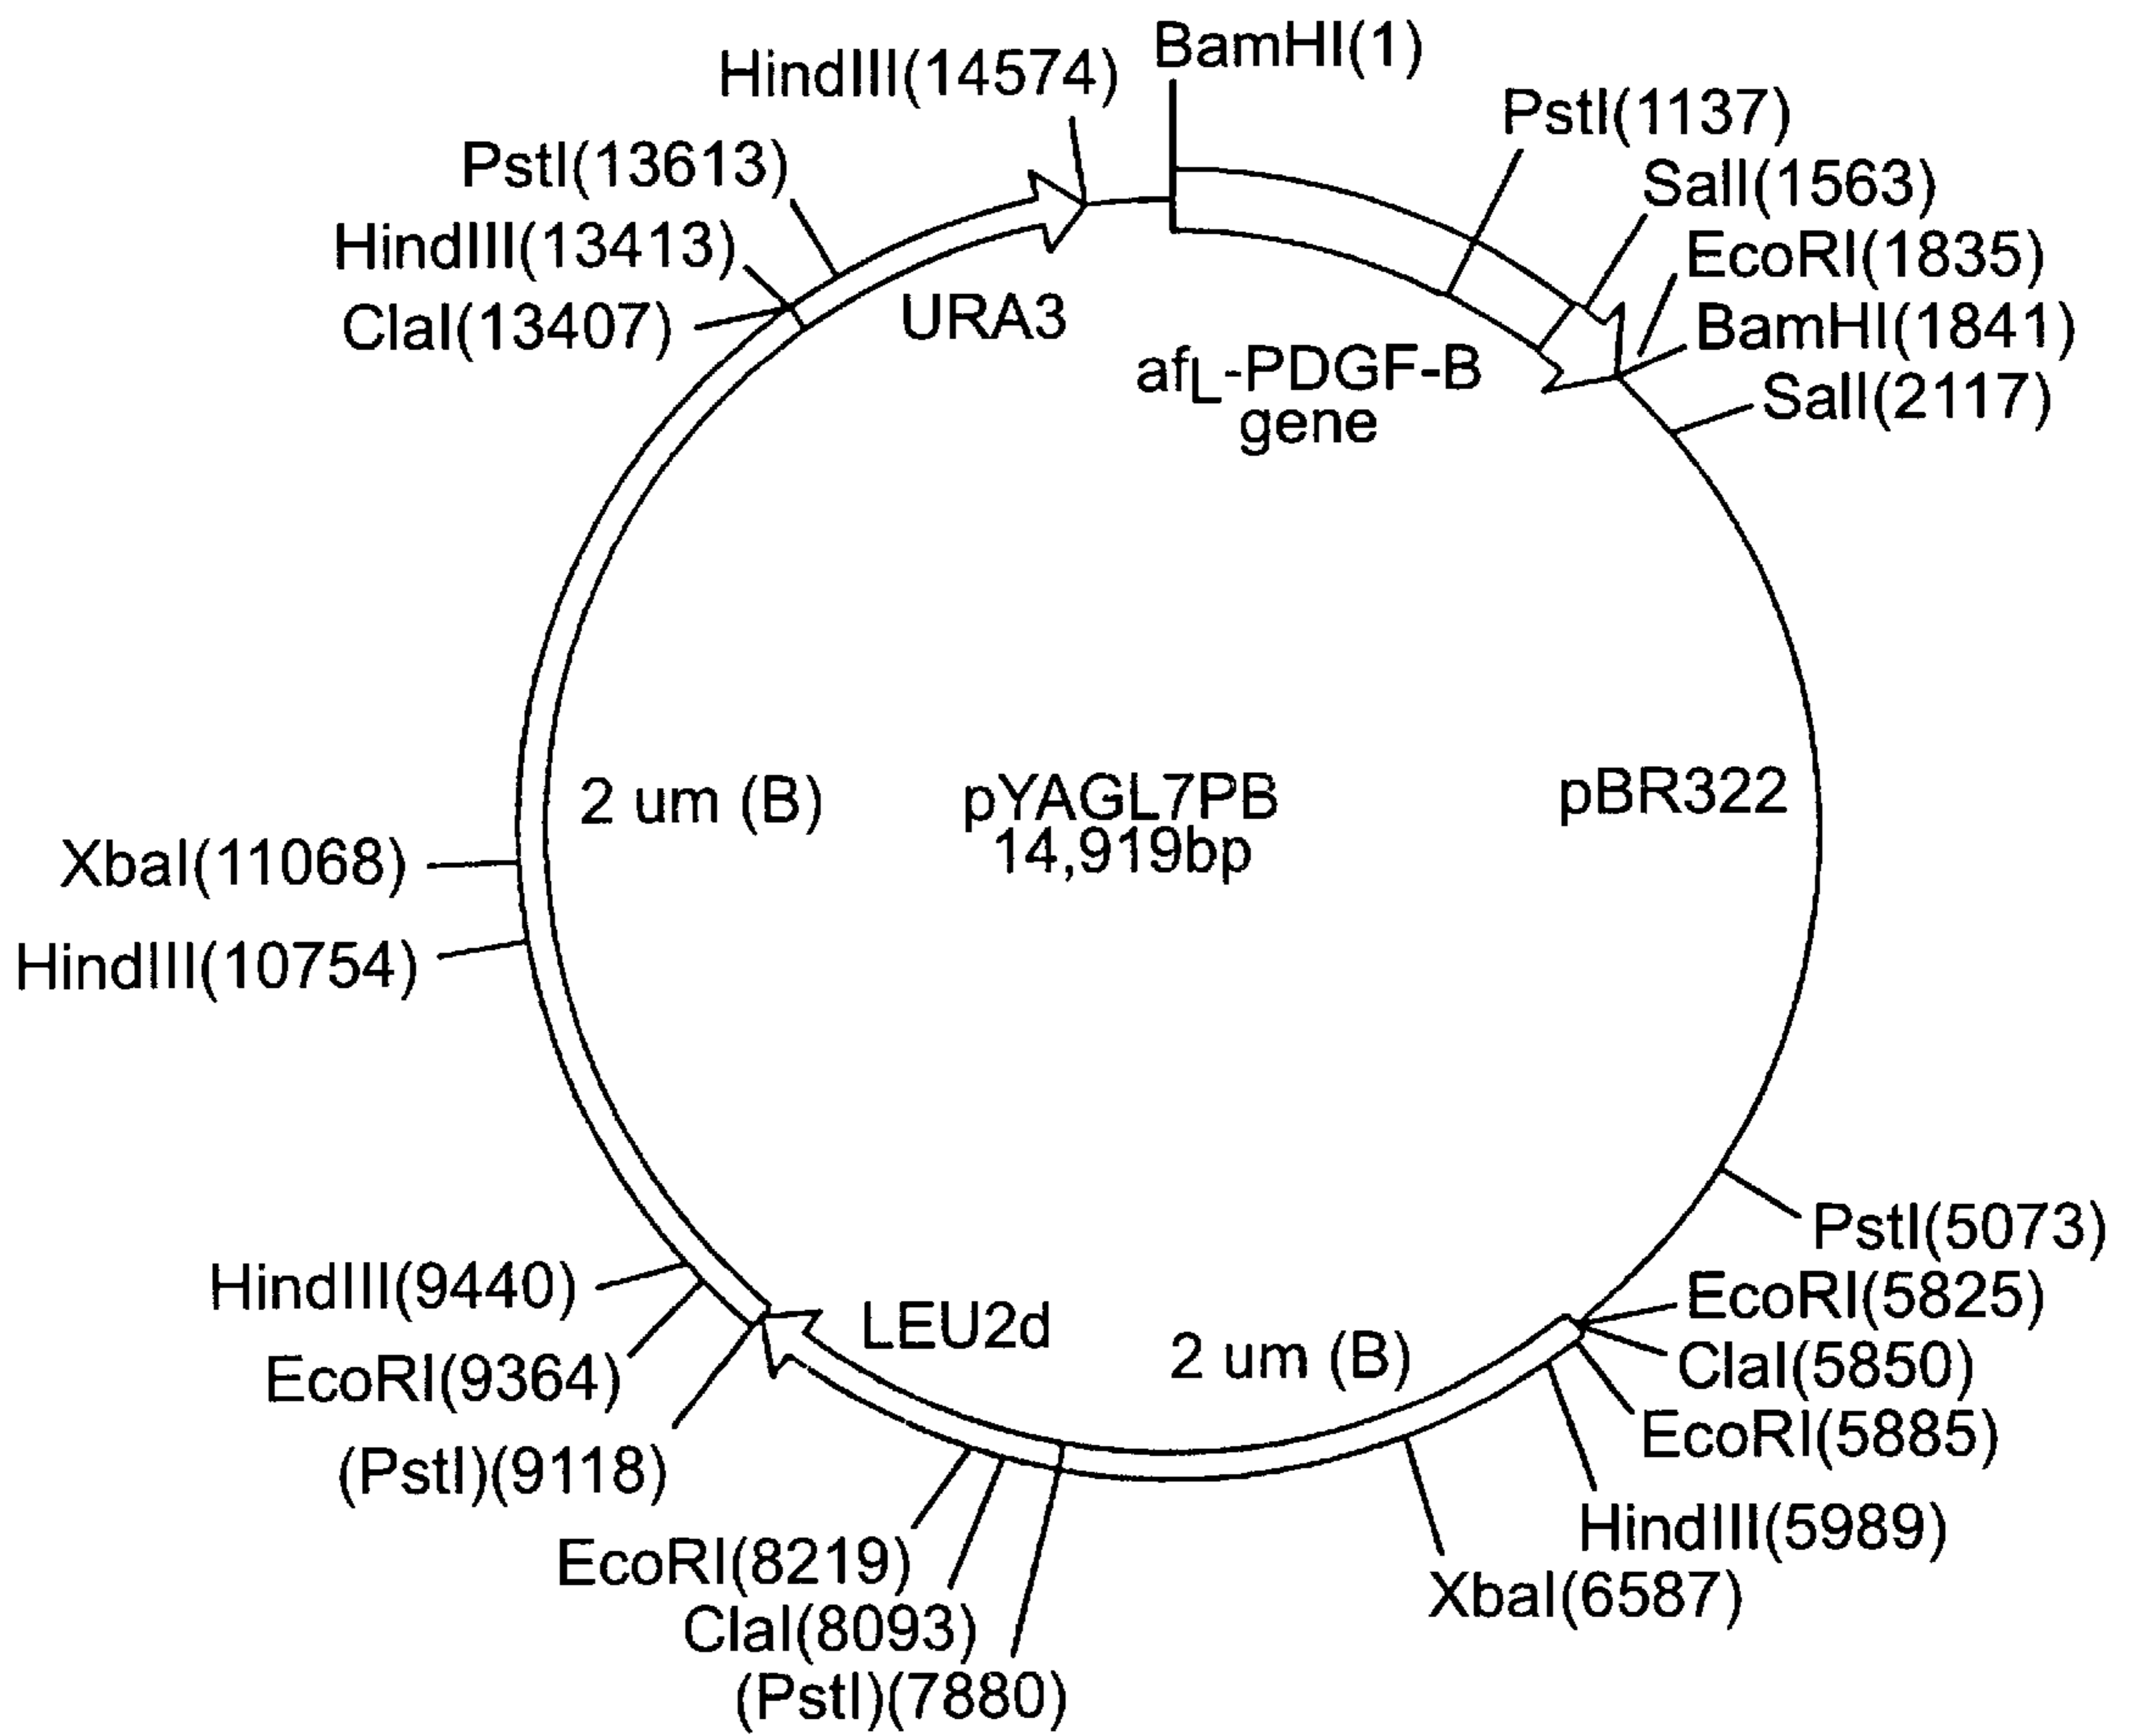 BamHI(1)
HindIII(14574)
PstI(1137)
PstI(13613)
SalI(1563)
HindIII(13413)
EcoRI(1835)
ClaI(13407)
URA3
BamHI(1841)
afL-PDGF-B
gene
SalI(2117)
2 um (B)
pYAGL7PB
14,919bp
pBR322
XbaI(11068)
HindIII(10754)
PstI(5073)
HindIII(9440)
LEU2d
2 um (B)
EcoRI(5825)
ClaI(5850)
EcoRI(9364)
EcoRI(5885)
(PstI)(9118)
HindIII(5989)
EcoRI(8219)
XbaI(6587)
ClaI(8093)
(PstI)(7880)